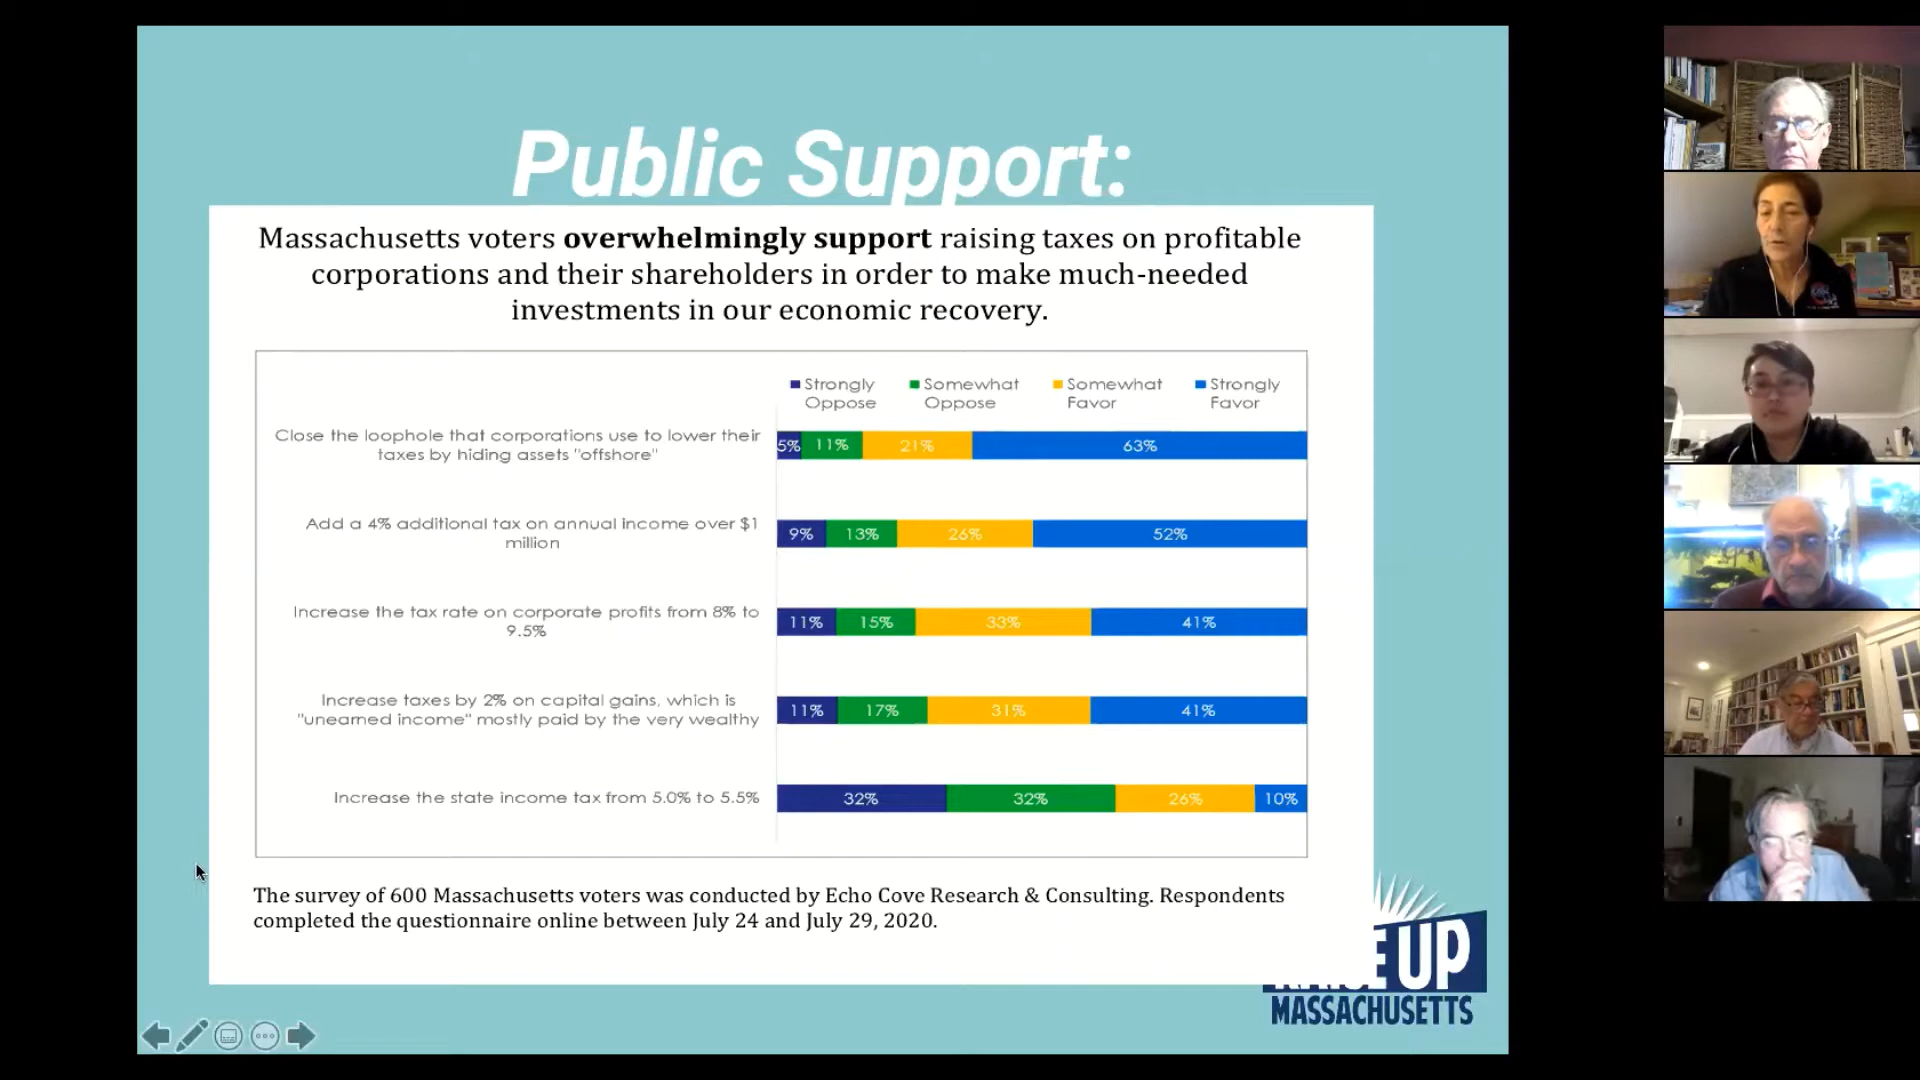 Public Support:
Massachusetts voters overwhelmingly support raising taxes on profitable
corporations and their shareholders in order to make much-needed
investments in our economic recovery.
Strongly Oppose
Somewhat Oppose
Somewhat Favor
Strongly Favor
Close the loophole that corporations use to lower their
taxes by hiding assets "offshore"
5% 11% 21% 63%
Add a 4% additional tax on annual income over $1
million
9% 13% 26% 52%
Increase the tax rate on corporate profits from 8% to
9.5%
11% 15% 33% 41%
Increase taxes by 2% on capital gains, which is
"unearned income" mostly paid by the very wealthy
11% 17% 31% 41%
Increase the state income tax from 5.0% to 5.5%
32% 32% 26% 10%
The survey of 600 Massachusetts voters was conducted by Echo Cove Research & Consulting. Respondents
completed the questionnaire online between July 24 and July 29, 2020.
UP
MASSACHUSETTS